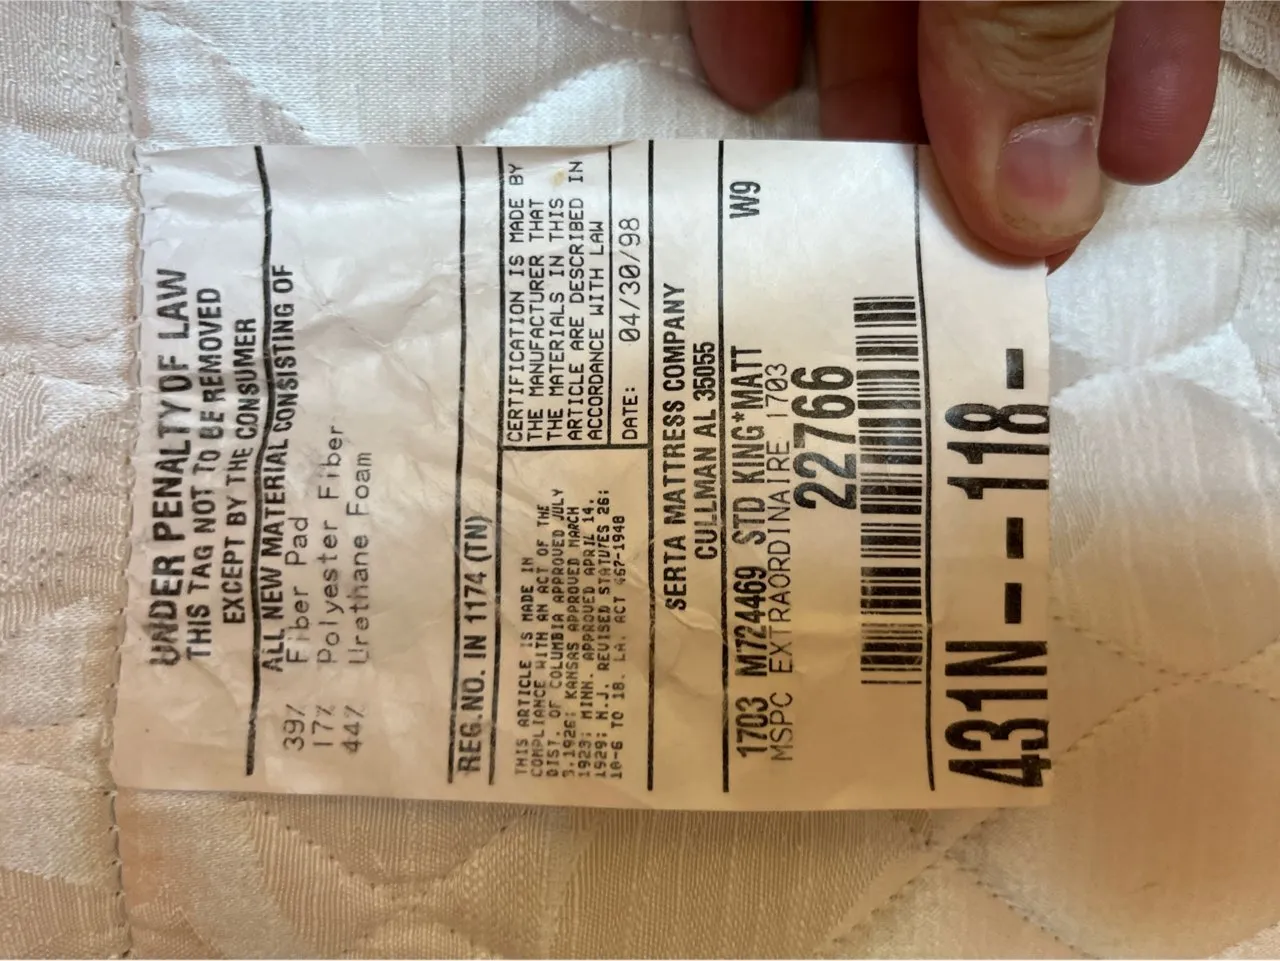 UNDER PENALTY OF LAW
THIS TAG NOT TO BE REMOVED
EXCEPT BY THE CONSUMER
ALL NEW MATERIAL CONSISTING OF
39% Fiber Pad
17% Polyester Fiber
44% Urethane Foam
REG.NO. IN 1174 (TN)
THIS ARTICLE IS MADE IN
COMPLIANCE WITH AN ACT OF THE
DIST. OF COLUMBIA APPROVED JULY
3,1926; KANSAS APPROVED MARCH
1923; MINN. APPROVED APRIL 14,
1929; N.J. REVISED STATUTES 26:
10-6 TO 18. LA. ACT 467-1948
CERTIFICATION IS MADE BY
THE MANUFACTURER THAT
THE MATERIALS IN THIS
ARTICLE ARE DESCRIBED IN
ACCORDANCE WITH LAW
DATE: 04/30/98
SERTA MATTRESS COMPANY
CULLMAN AL 35055
1703 M724469 STD KING*MATT W9
MSPC EXTRAORDINAIRE 1703
22766
431N - - 118 -